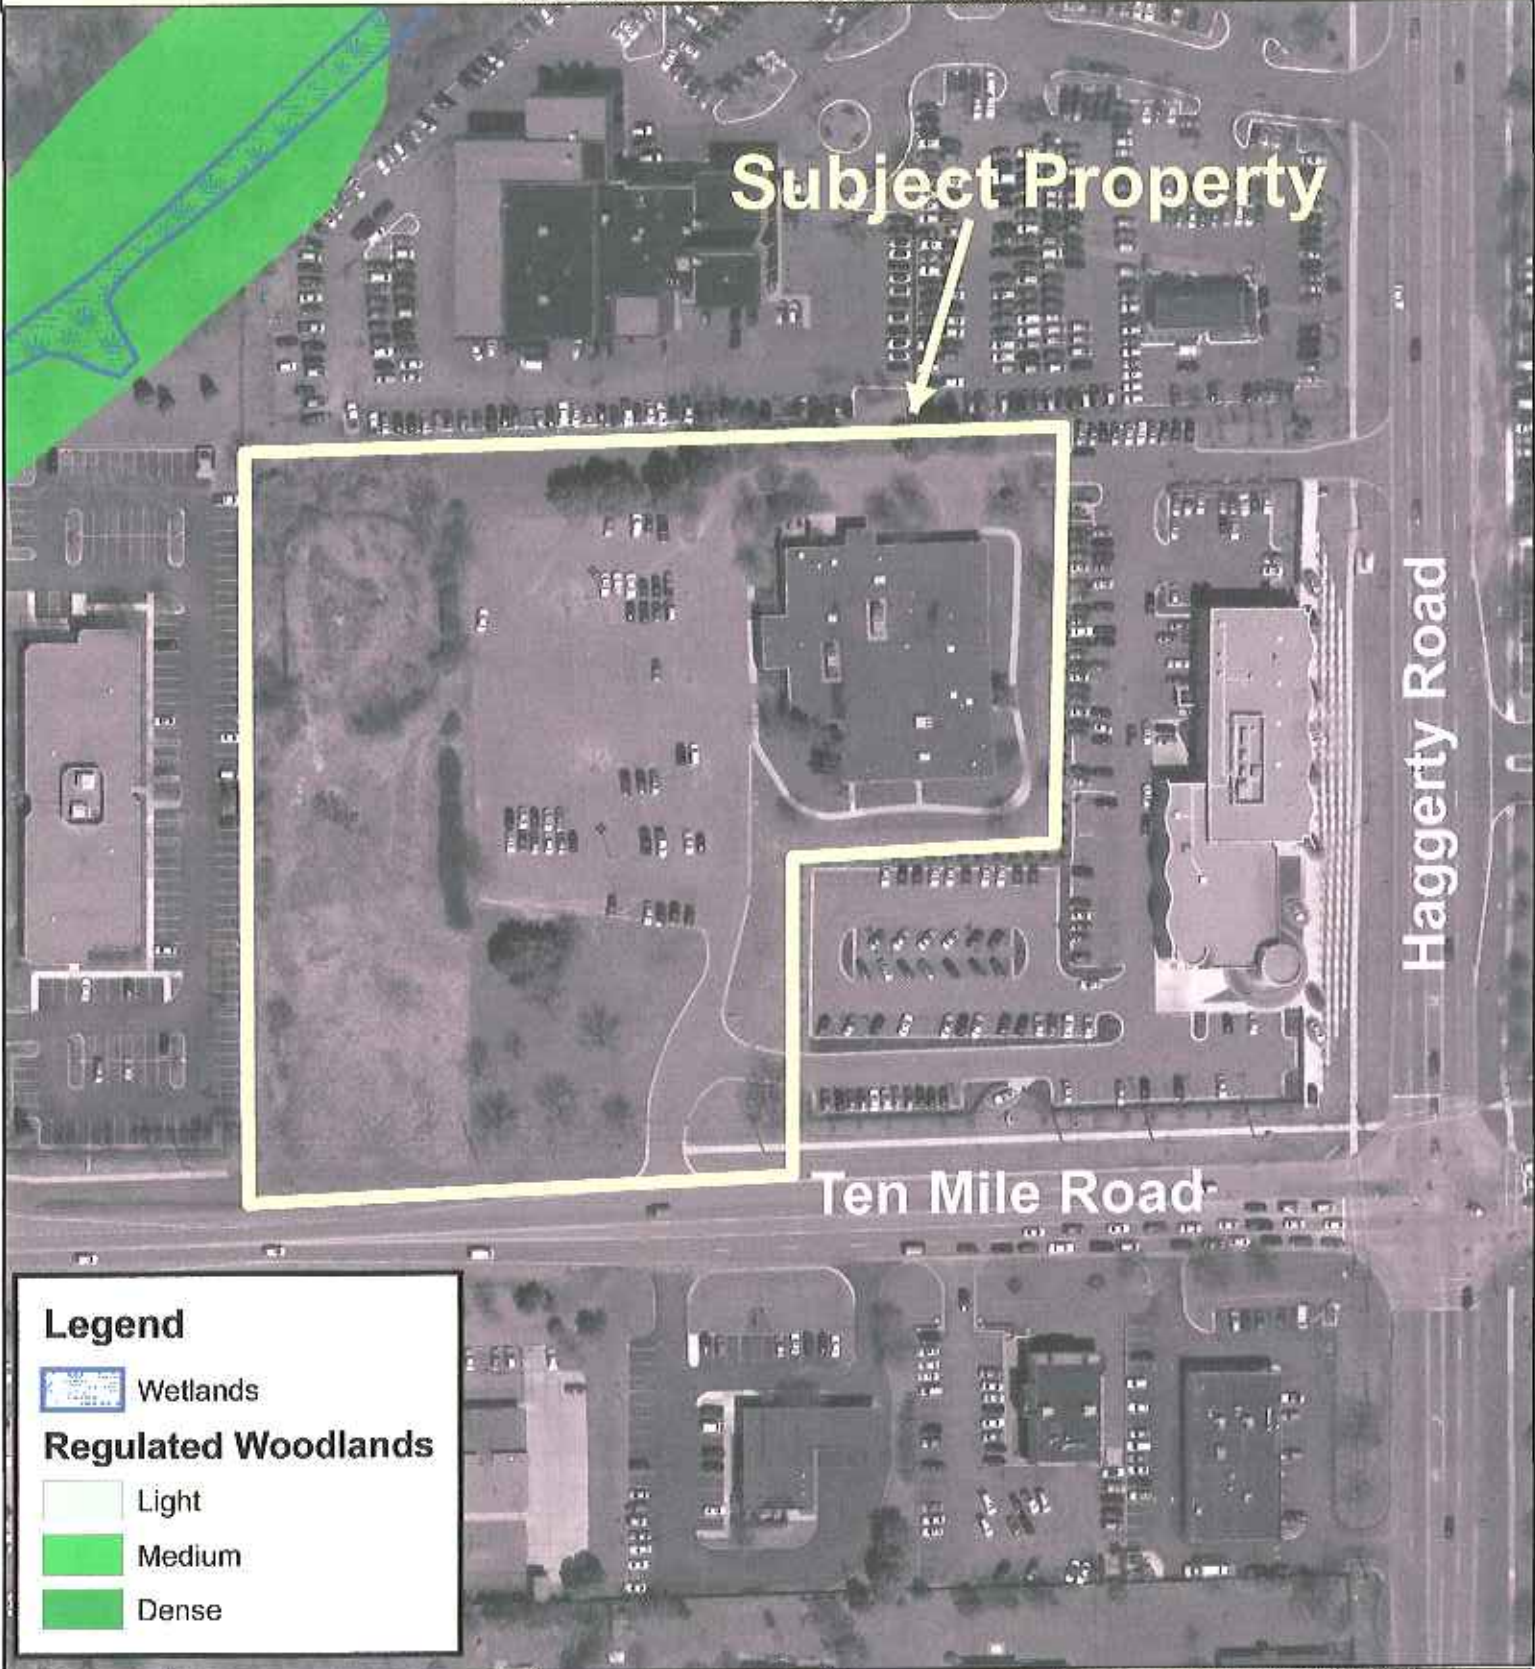 Subject Property
Haggerty Road
Ten Mile Road
Legend
Wetlands
Regulated Woodlands
Light
Medium
Dense